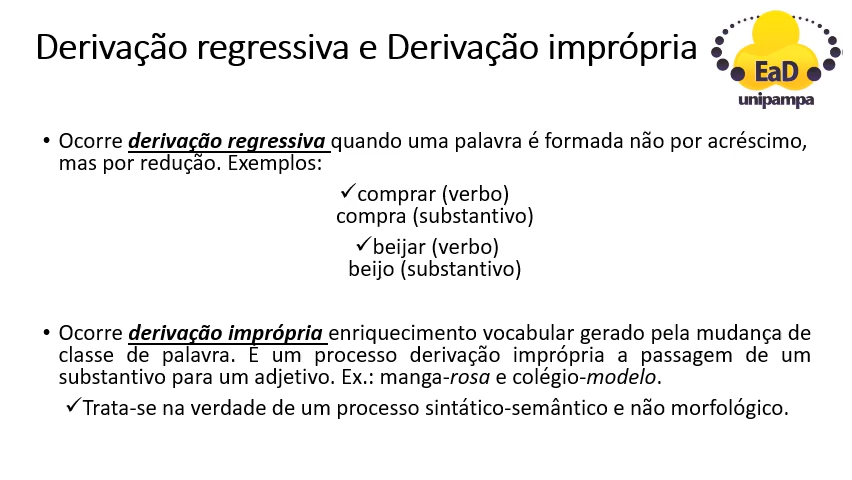 Derivação regressiva e Derivação imprópria
EaD
unipampa
• Ocorre derivação regressiva quando uma palavra é formada não por acréscimo,
mas por redução. Exemplos:
✓comprar (verbo)
compra (substantivo)
✓beijar (verbo)
beijo (substantivo)
• Ocorre derivação imprópria enriquecimento vocabular gerado pela mudança de
classe de palavra. É um processo derivação imprópria a passagem de um
substantivo para um adjetivo. Ex.: manga-rosa e colégio-modelo.
✓Trata-se na verdade de um processo sintático-semântico e não morfológico.